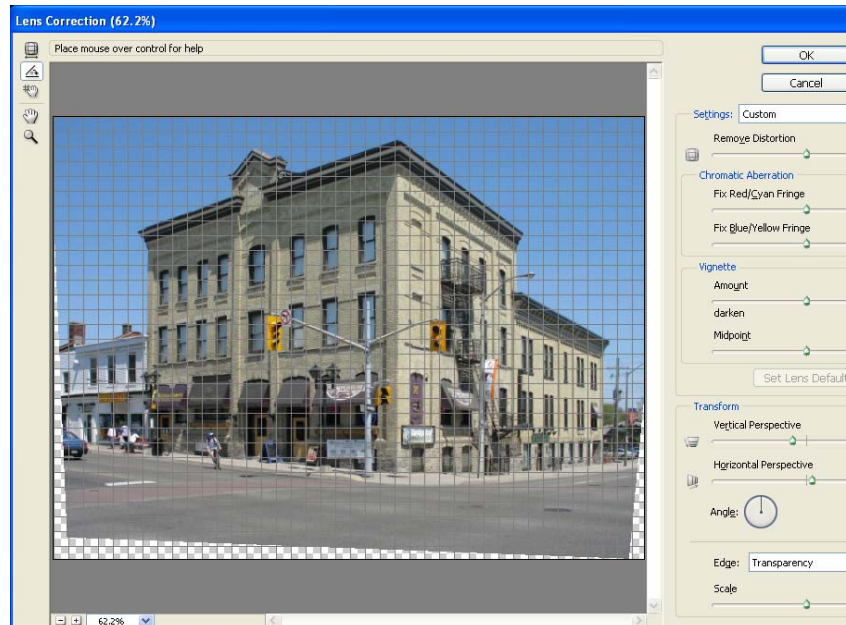 Lens Correction (62.2%)
Place mouse over control for help
OK
Cancel
Settings: Custom
Remove Distortion
Chromatic Aberration
Fix Red/Cyan Fringe
Fix Blue/Yellow Fringe
Vignette
Amount
darken
Midpoint
Set Lens Default
Transform
Vertical Perspective
Horizontal Perspective
Angle:
Edge: Transparency
Scale
62.2%